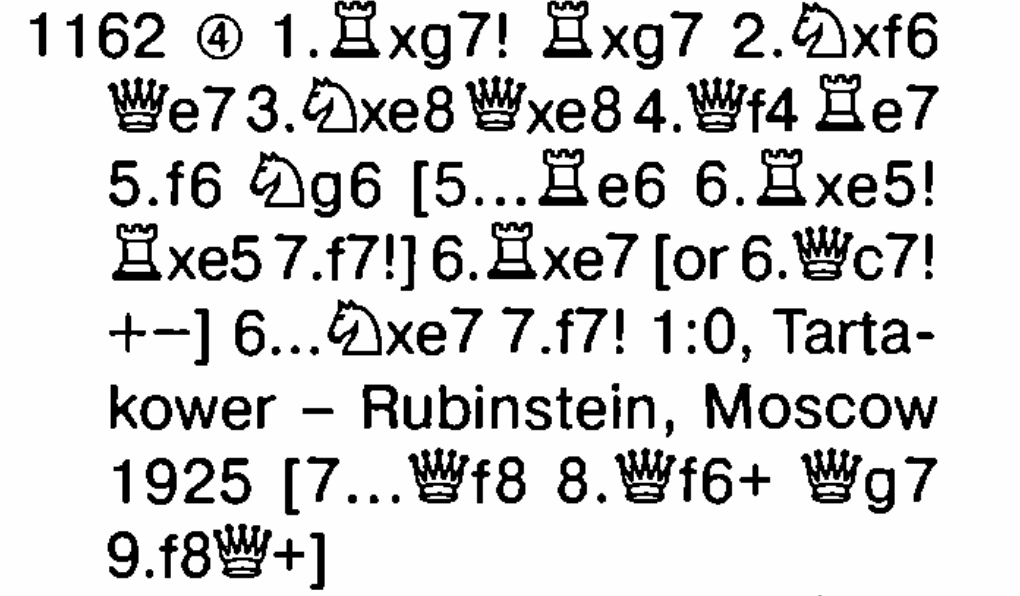 1162 ④ 1.♖xg7! ♖xg7 2.♘xf6
♕e7 3.♘xe8 ♕xe8 4.♕f4 ♖e7
5.f6 ♘g6 [5...♖e6 6.♖xe5!
♖xe5 7.f7!] 6.♖xe7 [or 6.♕c7!
+−] 6...♘xe7 7.f7! 1:0, Tarta-
kower – Rubinstein, Moscow
1925 [7...♕f8 8.♕f6+ ♕g7
9.f8♕+]